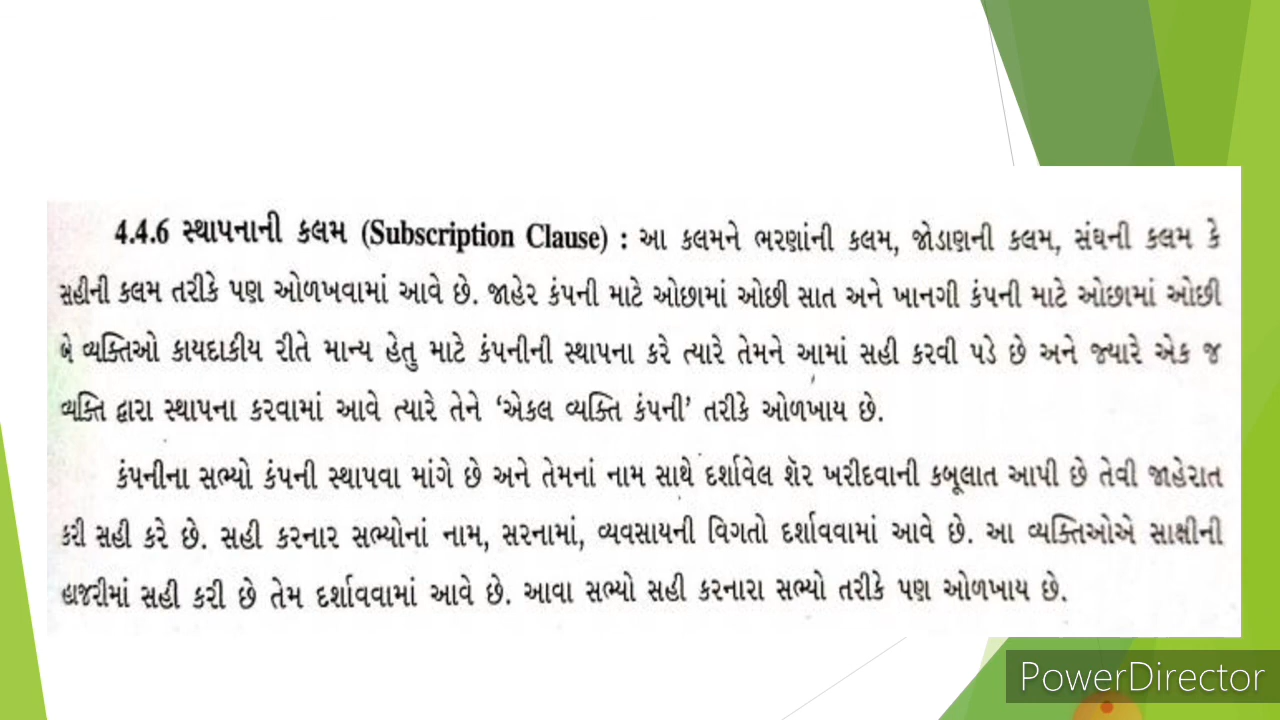 4.4.6 સ્થાપનાની કલમ (Subscription Clause) : આ કલમને ભરણાંની કલમ, જોડાણની કલમ, સંઘની કલમ કે
સહીની કલમ તરીકે પણ ઓળખવામાં આવે છે. જાહેર કંપની માટે ઓછામાં ઓછી સાત અને ખાનગી કંપની માટે ઓછામાં ઓછી
બે વ્યક્તિઓ કાયદાકીય રીતે માન્ય હેતુ માટે કંપનીની સ્થાપના કરે ત્યારે તેમને આમાં સહી કરવી પડે છે અને જ્યારે એક જ
વ્યક્તિ દ્વારા સ્થાપના કરવામાં આવે ત્યારે તેને ‘એકલ વ્યક્તિ કંપની’ તરીકે ઓળખાય છે.
કંપનીના સભ્યો કંપની સ્થાપવા માંગે છે અને તેમનાં નામ સાથે દર્શાવેલ શૅર ખરીદવાની કબૂલાત આપી છે તેવી જાહેરાત
કરી સહી કરે છે. સહી કરનાર સભ્યોનાં નામ, સરનામાં, વ્યવસાયની વિગતો દર્શાવવામાં આવે છે. આ વ્યક્તિઓએ સાક્ષીની
હાજરીમાં સહી કરી છે તેમ દર્શાવવામાં આવે છે. આવા સભ્યો સહી કરનારા સભ્યો તરીકે પણ ઓળખાય છે.
PowerDirector